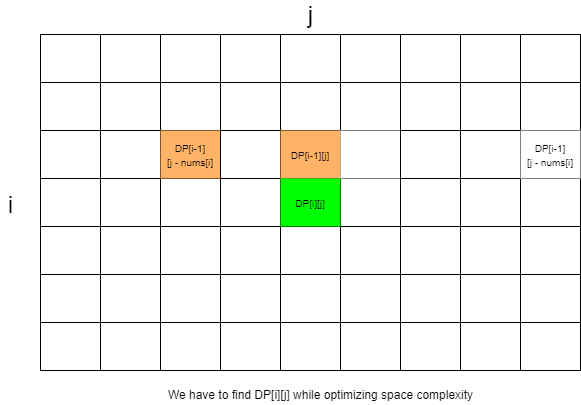 j
DP[i-1]
[j - nums[i]
DP[i-1][j]
DP[i-1]
[j - nums[i]
i
DP[i][j]
We have to find DP[i][j] while optimizing space complexity